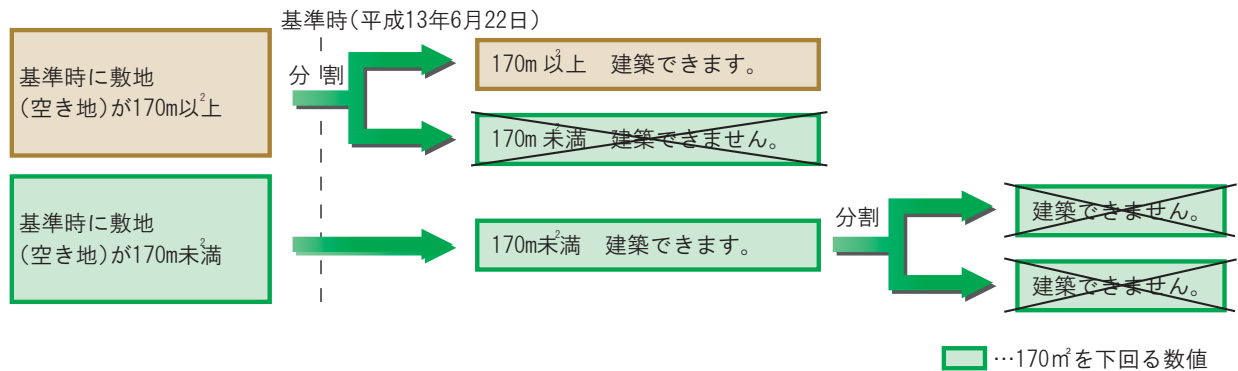 基準時(平成13年6月22日)
基準時に敷地
(空き地)が170m²以上
分割
170m²以上　建築できます。
170m²未満　建築できません。
基準時に敷地
(空き地)が170m²未満
170m²未満　建築できます。
分割
建築できません。
建築できません。
…170㎡を下回る数値